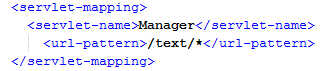 <servlet-mapping>
<servlet-name>Manager</servlet-name>
<url-pattern>/text/*</url-pattern>
</servlet-mapping>